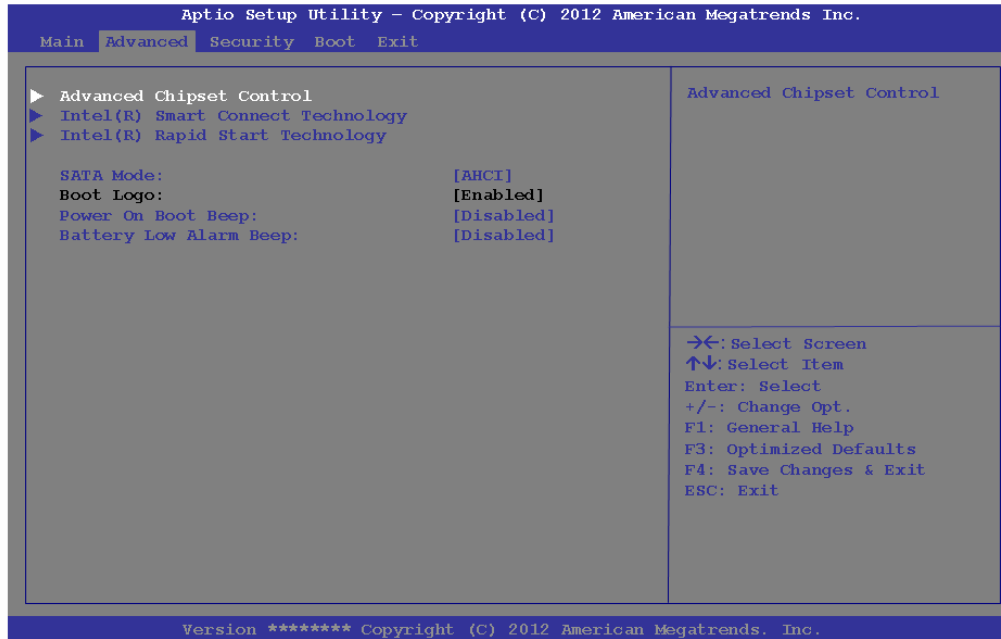 Aptio Setup Utility – Copyright (C) 2012 American Megatrends Inc.
Main Advanced Security Boot Exit
▶ Advanced Chipset Control
▶ Intel(R) Smart Connect Technology
▶ Intel(R) Rapid Start Technology
SATA Mode: [AHCI]
Boot Logo: [Enabled]
Power On Boot Beep: [Disabled]
Battery Low Alarm Beep: [Disabled]
Advanced Chipset Control
→←: Select Screen
↑↓: Select Item
Enter: Select
+/-: Change Opt.
F1: General Help
F3: Optimized Defaults
F4: Save Changes & Exit
ESC: Exit
Version ******** Copyright (C) 2012 American Megatrends. Inc.